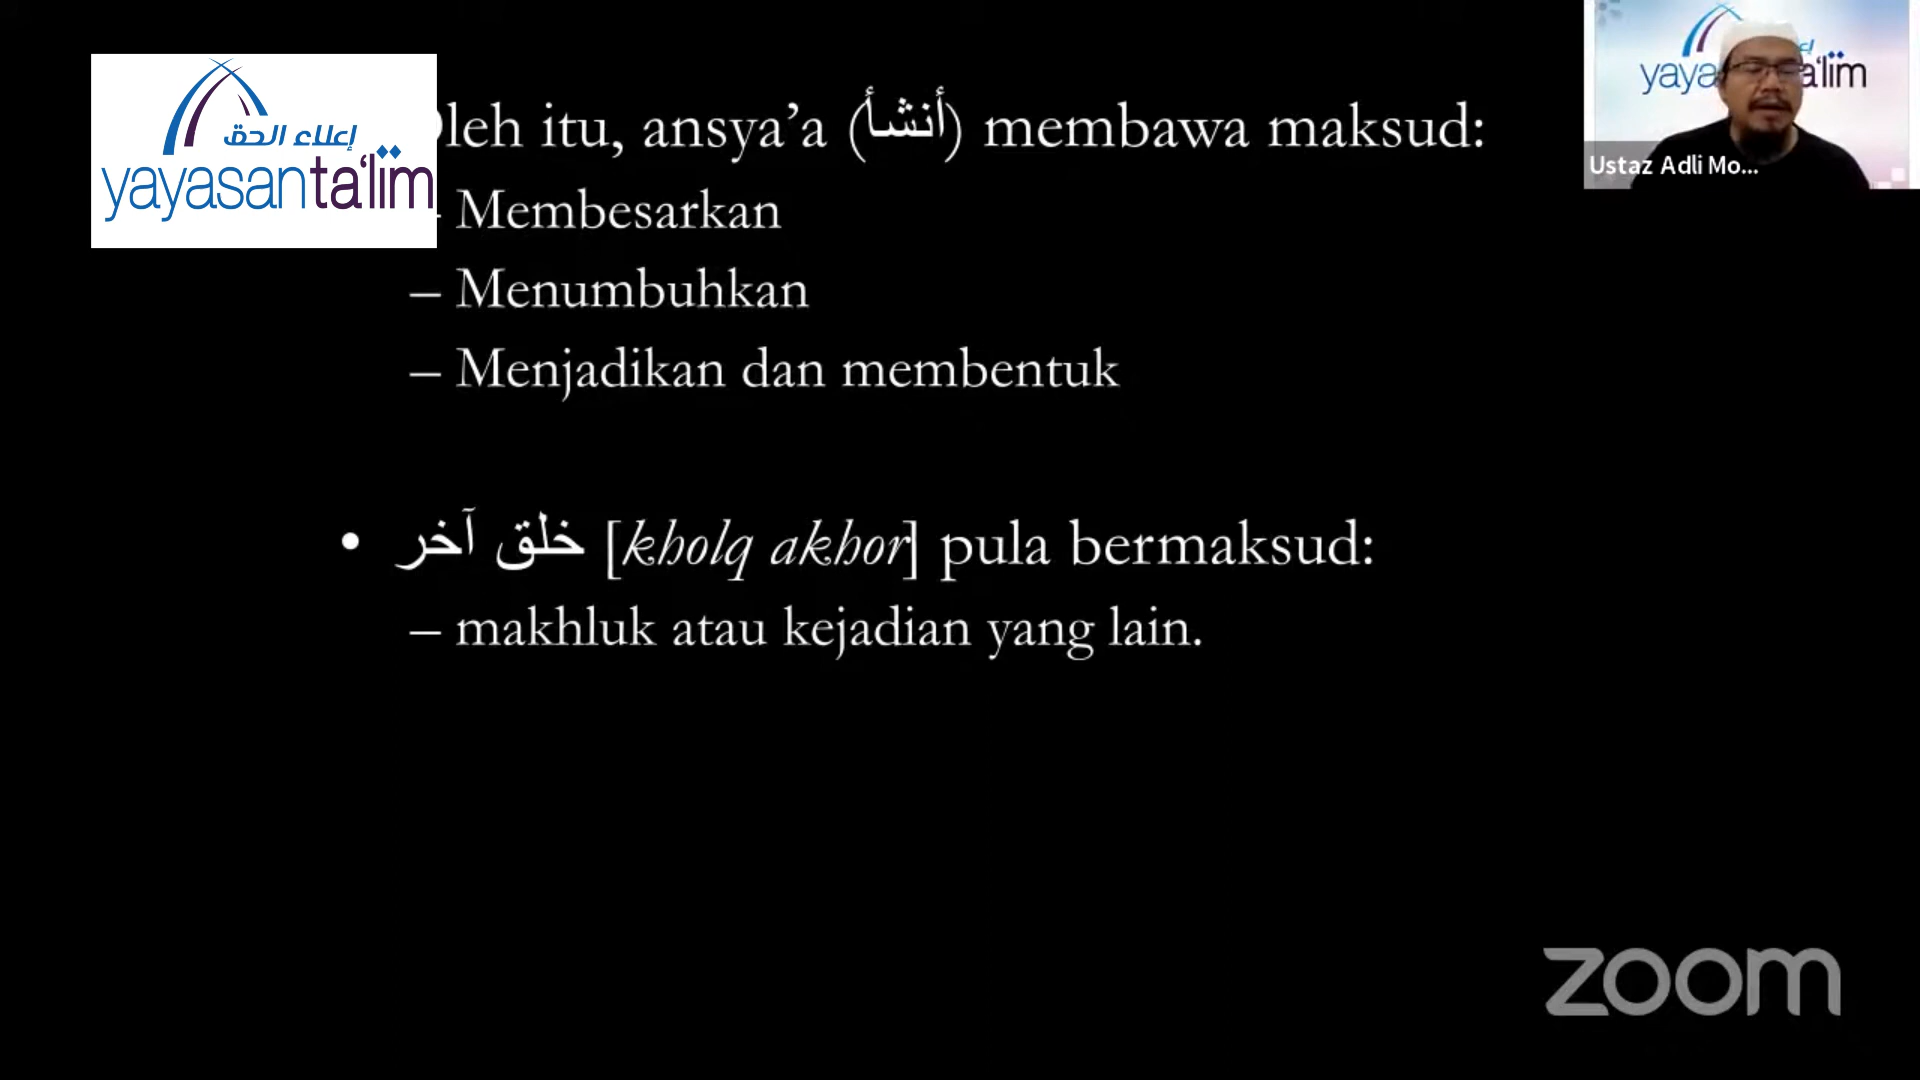 إعلاء الحق
yayasanta'lim
leh itu, ansya’a (أنشأ) membawa maksud:
– Membesarkan
– Menumbuhkan
– Menjadikan dan membentuk
• خلق آخر [kholq akhor] pula bermaksud:
– makhluk atau kejadian yang lain.
Ustaz Adli Mo...
zoom